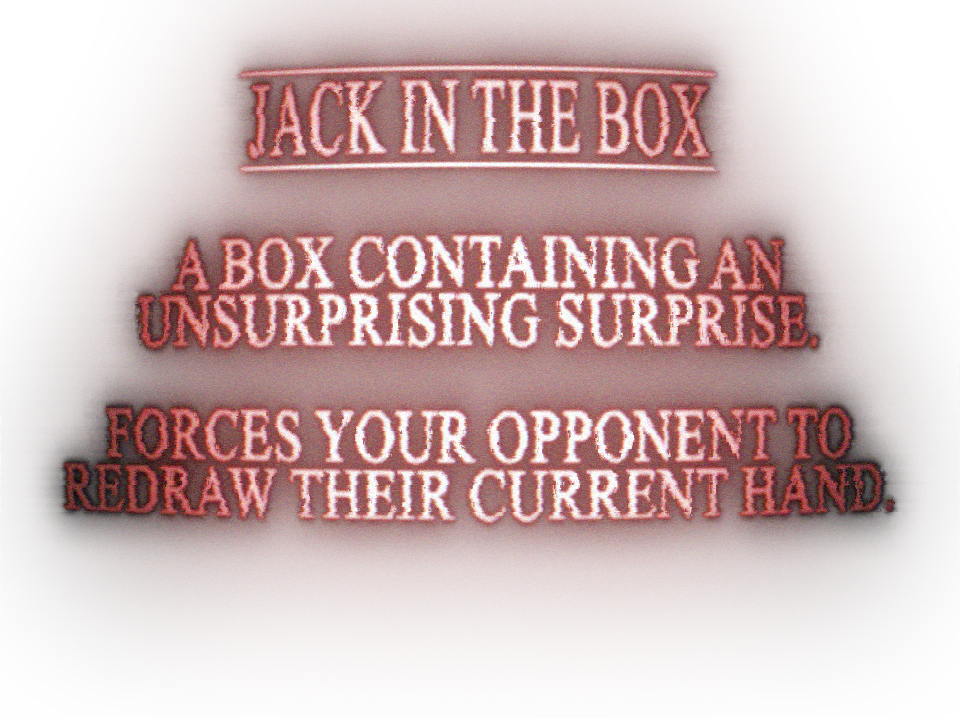 JACK IN THE BOX
A BOX CONTAINING AN
UNSURPRISING SURPRISE.
FORCES YOUR OPPONENT TO
REDRAW THEIR CURRENT HAND.